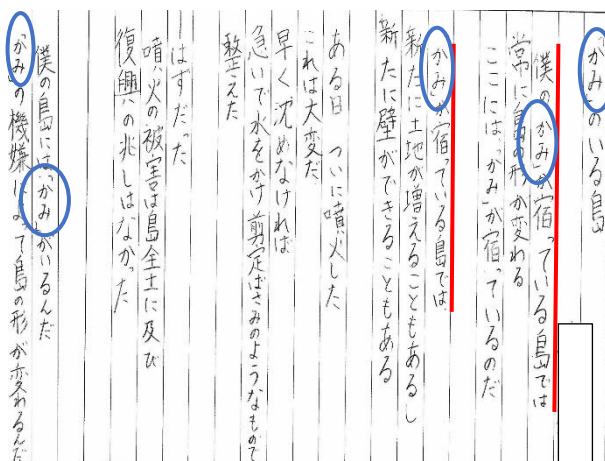 「かみ」のいる島
僕の「かみ」が宿っている島では
常に島の形が変わる
ここには「かみ」が宿っているのだ
「かみ」が宿っている島では
新たに土地が増えることもあるし
新たに壁ができることもある
ある日 ついに噴火した
これは大変だ
早く沈めなければ
急いで水をかけ剪定ばさみのようなもので
整えた
はずだった
噴火の被害は島全土に及び
復興の兆しはなかった
僕の島には「かみ」がいるんだ
「かみ」の機嫌によって島の形が変わるんだ